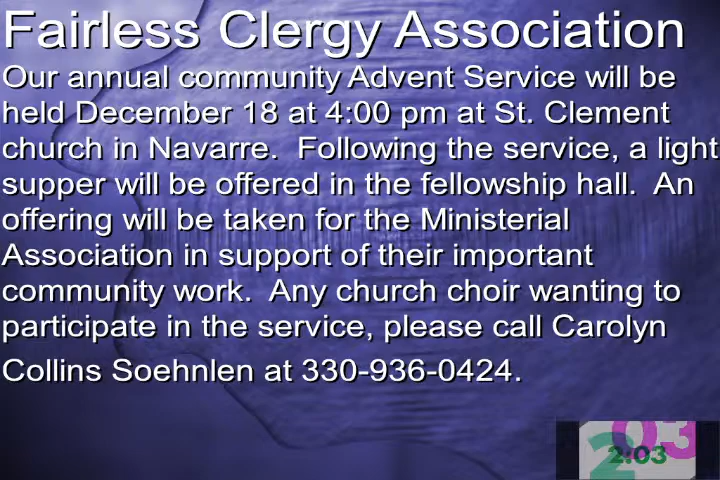 Fairless Clergy Association
Our annual community Advent Service will be
held December 18 at 4:00 pm at St. Clement
church in Navarre.  Following the service, a light
supper will be offered in the fellowship hall.  An
offering will be taken for the Ministerial
Association in support of their important
community work.  Any church choir wanting to
participate in the service, please call Carolyn
Collins Soehnlen at 330-936-0424.
2 03
2:03